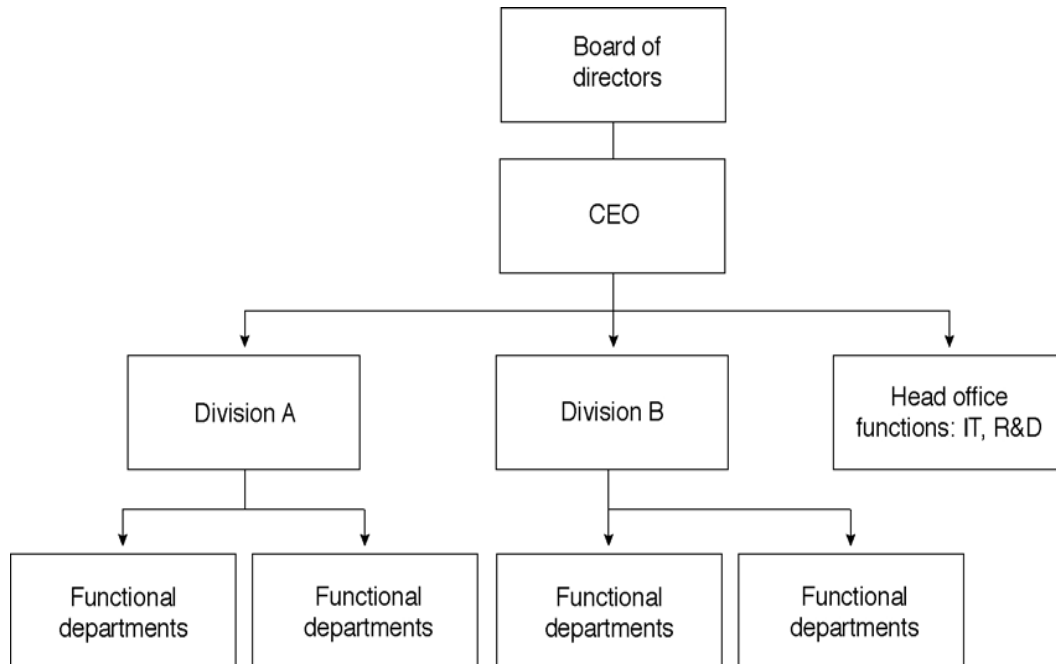 Board of
directors
CEO
Division A
Division B
Head office
functions: IT, R&D
Functional
departments
Functional
departments
Functional
departments
Functional
departments